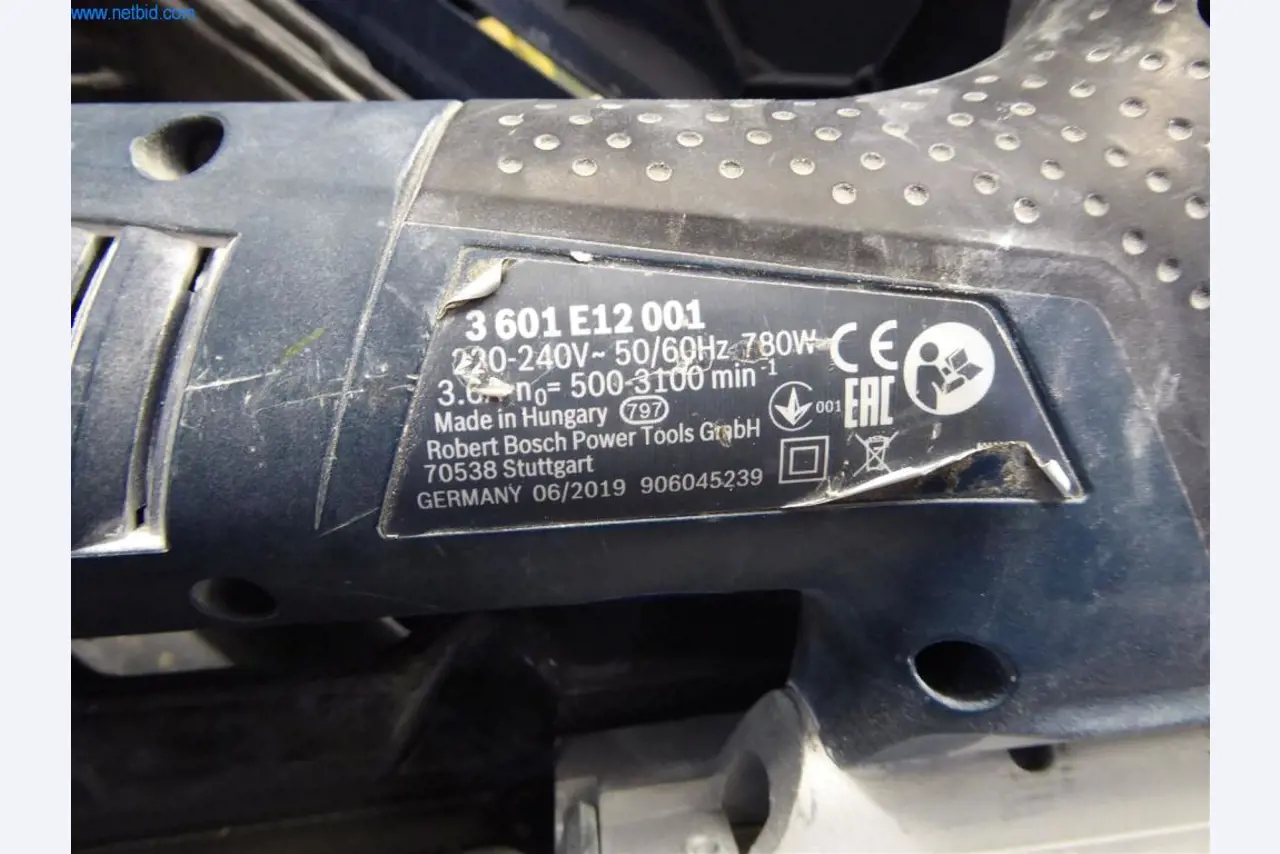 www.netbid.com
3 601 E12 001
220-240V~ 50/60Hz 780W
n₀= 500-3100 min⁻¹
Made in Hungary 797
Robert Bosch Power Tools GmbH
70538 Stuttgart
GERMANY 06/2019 906045239
CE
001 EAC